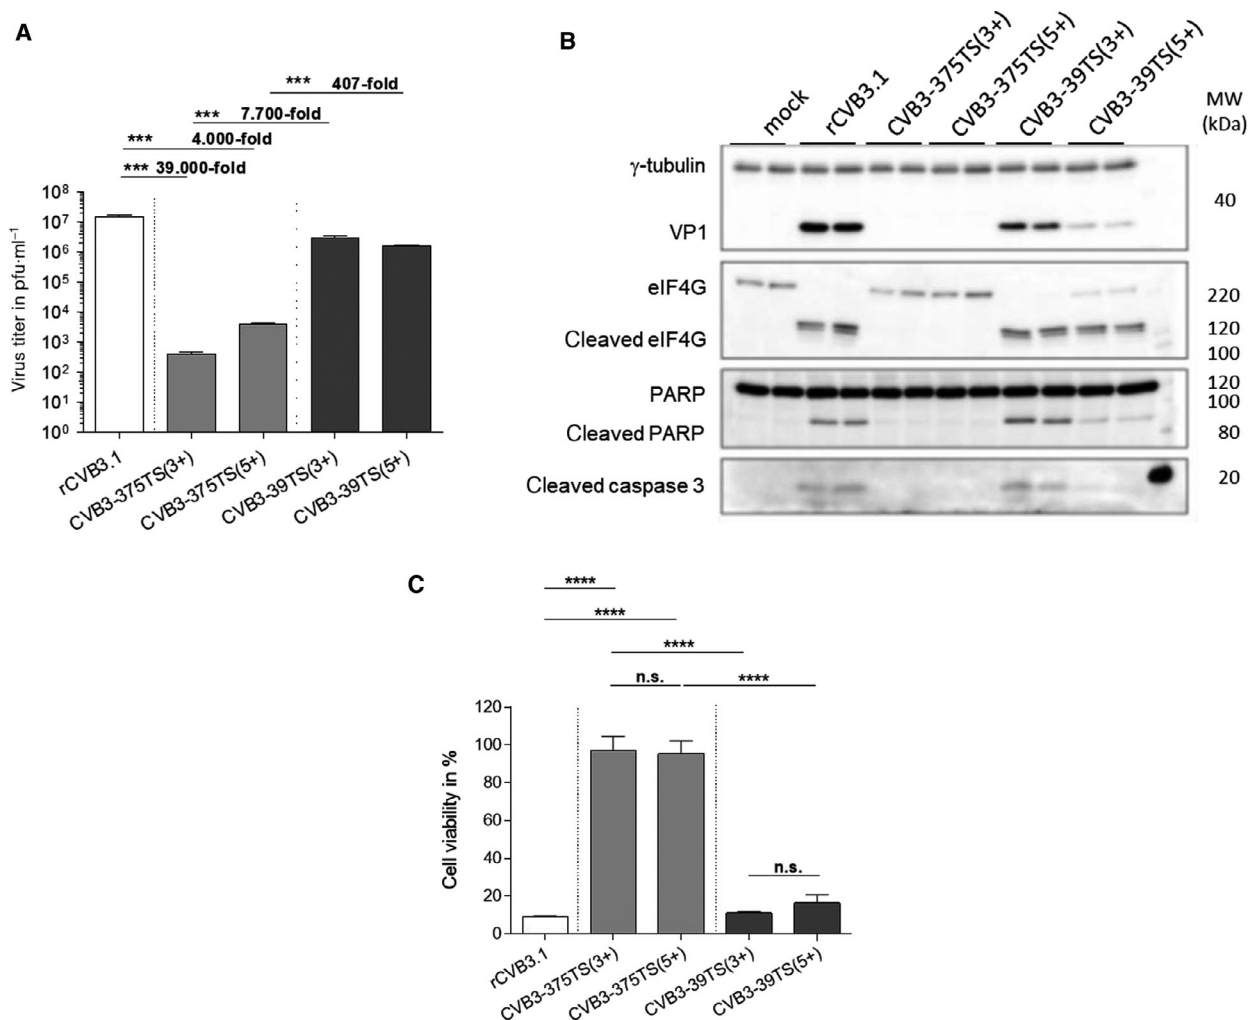 A
*** 407-fold
*** 7.700-fold
*** 4.000-fold
*** 39.000-fold
Virus titer in pfu·ml⁻¹
10⁸
10⁷
10⁶
10⁵
10⁴
10³
10²
10¹
10⁰
rCVB3.1
CVB3-375TS(3+)
CVB3-375TS(5+)
CVB3-39TS(3+)
CVB3-39TS(5+)
B
mock
rCVB3.1
CVB3-375TS(3+)
CVB3-375TS(5+)
CVB3-39TS(3+)
CVB3-39TS(5+)
MW
(kDa)
γ-tubulin
40
VP1
eIF4G
220
Cleaved eIF4G
120
100
PARP
120
100
Cleaved PARP
80
Cleaved caspase 3
20
C
****
****
****
n.s.
****
n.s.
Cell viability in %
120
100
80
60
40
20
0
rCVB3.1
CVB3-375TS(3+)
CVB3-375TS(5+)
CVB3-39TS(3+)
CVB3-39TS(5+)